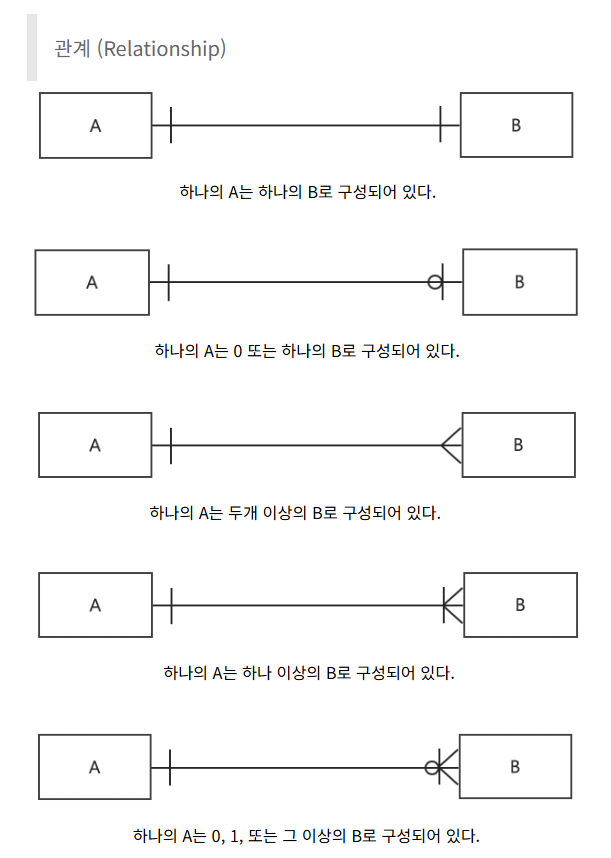 관계 (Relationship)
A B
하나의 A는 하나의 B로 구성되어 있다.
A B
하나의 A는 0 또는 하나의 B로 구성되어 있다.
A B
하나의 A는 두개 이상의 B로 구성되어 있다.
A B
하나의 A는 하나 이상의 B로 구성되어 있다.
A B
하나의 A는 0, 1, 또는 그 이상의 B로 구성되어 있다.